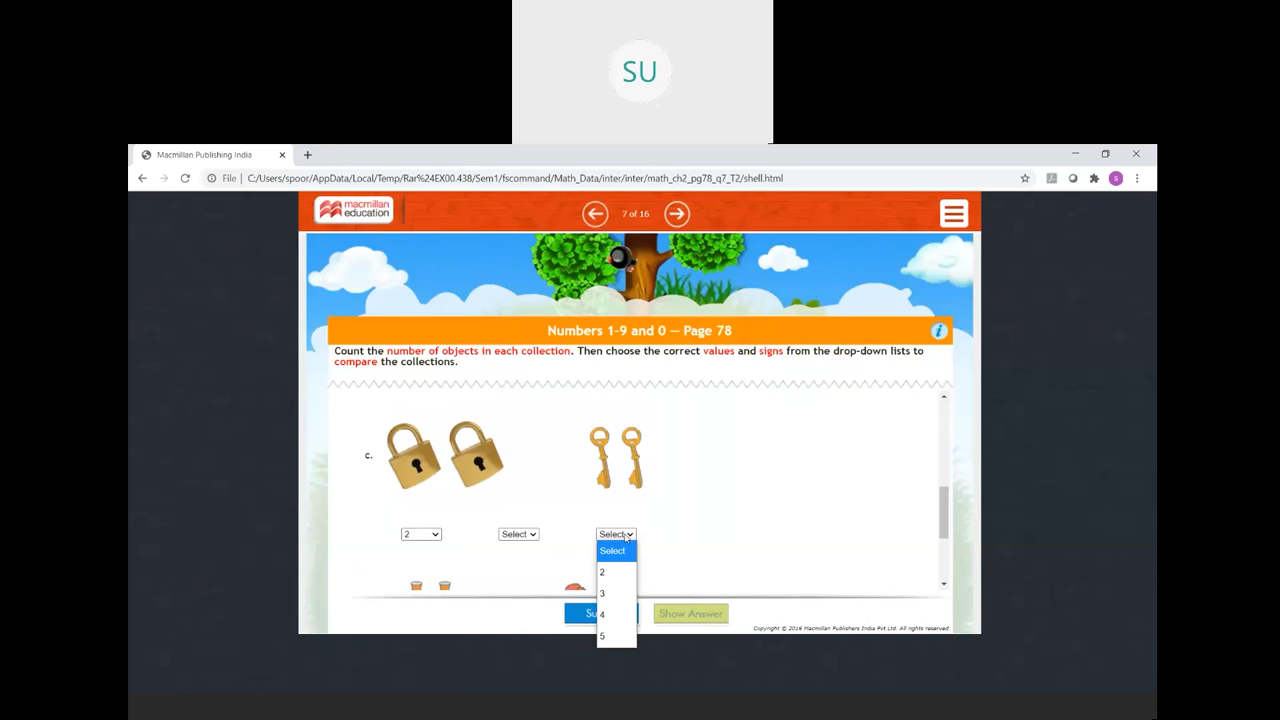 SU
Macmillan Publishing India
File | C:/Users/spoor/AppData/Local/Temp/Rar%24EX00.438/Sem1/fscommand/Math_Data/inter/inter/math_ch2_pg78_q7_T2/shell.html
S
macmillan
education
7 of 16
Numbers 1-9 and 0 — Page 78
i
Count the number of objects in each collection. Then choose the correct values and signs from the drop-down lists to
compare the collections.
c.
2 Select Select
Select
2
3
4
5
Su
Show Answer
Copyright © 2016 Macmillan Publishers India Pvt Ltd. All rights reserved.